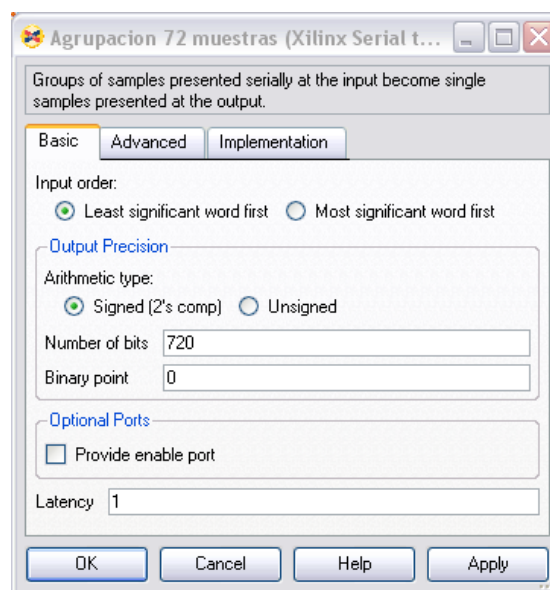 Agrupacion 72 muestras (Xilinx Serial t...
Groups of samples presented serially at the input become single
samples presented at the output.
Basic Advanced Implementation
Input order:
Least significant word first Most significant word first
Output Precision
Arithmetic type:
Signed (2's comp) Unsigned
Number of bits 720
Binary point 0
Optional Ports
Provide enable port
Latency 1
OK Cancel Help Apply